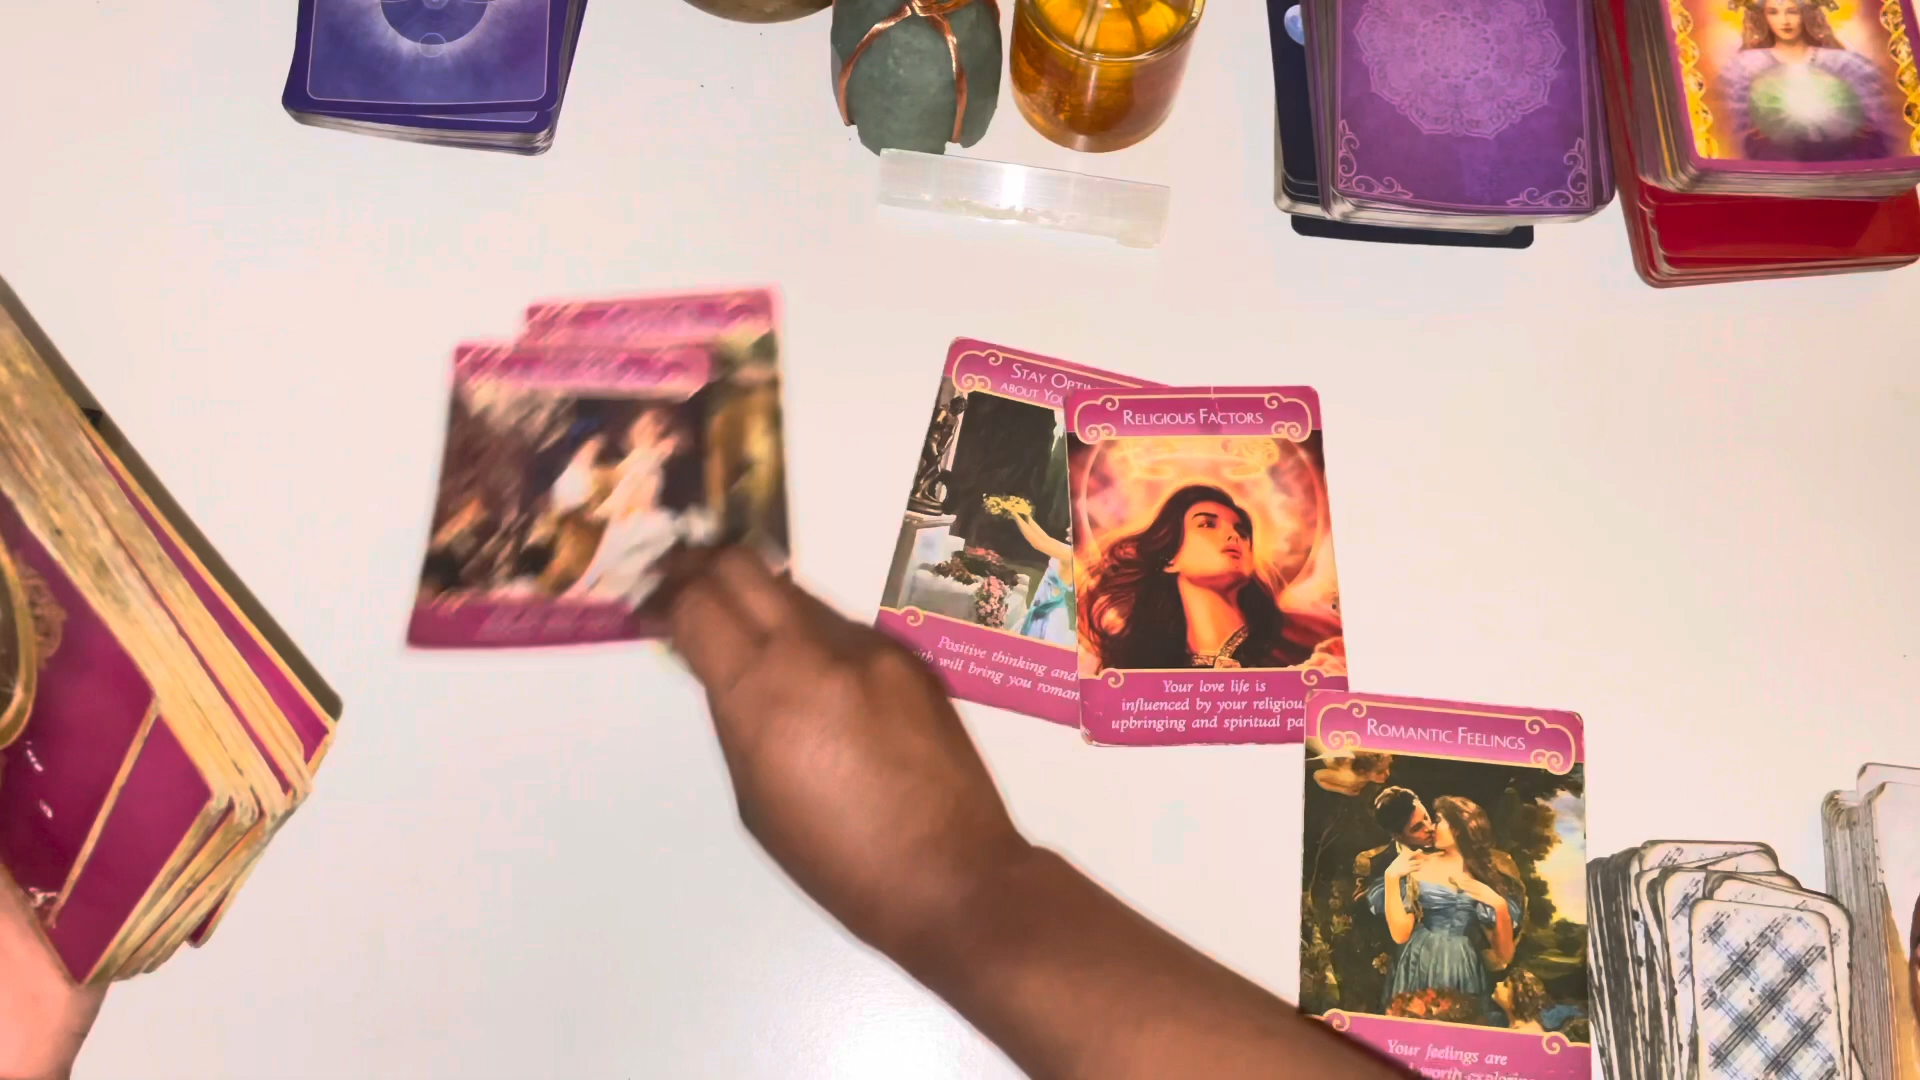 STAY OPTIM
ABOUT YOU
Positive thinking and
ith will bring you roman
RELIGIOUS FACTORS
Your love life is
influenced by your religiou
upbringing and spiritual pa
ROMANTIC FEELINGS
Your feelings are
worth exploring